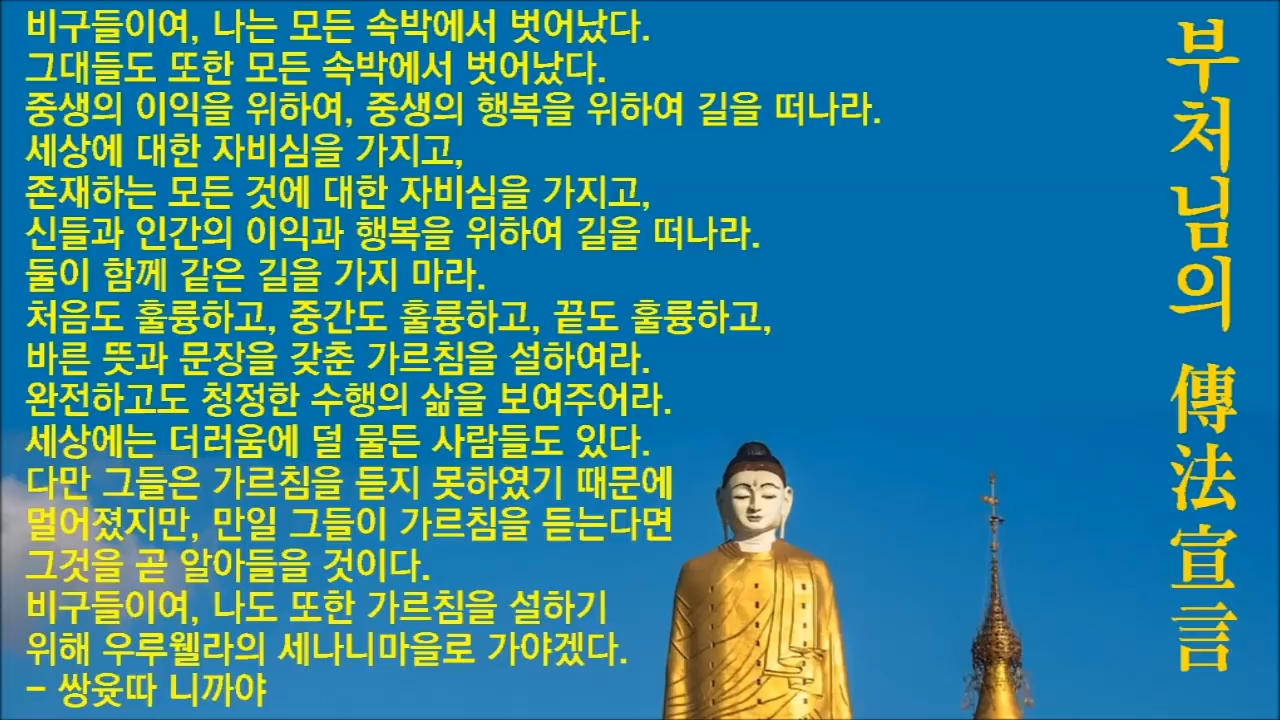 비구들이여, 나는 모든 속박에서 벗어났다.
그대들도 또한 모든 속박에서 벗어났다.
중생의 이익을 위하여, 중생의 행복을 위하여 길을 떠나라.
세상에 대한 자비심을 가지고,
존재하는 모든 것에 대한 자비심을 가지고,
신들과 인간의 이익과 행복을 위하여 길을 떠나라.
둘이 함께 같은 길을 가지 마라.
처음도 훌륭하고, 중간도 훌륭하고, 끝도 훌륭하고,
바른 뜻과 문장을 갖춘 가르침을 설하여라.
완전하고도 청정한 수행의 삶을 보여주어라.
세상에는 더러움에 덜 물든 사람들도 있다.
다만 그들은 가르침을 듣지 못하였기 때문에
멀어졌지만, 만일 그들이 가르침을 듣는다면
그것을 곧 알아들을 것이다.
비구들이여, 나도 또한 가르침을 설하기
위해 우루웰라의 세나니마을로 가야겠다.
- 쌍윳따 니까야
부처님의 傳法宣言